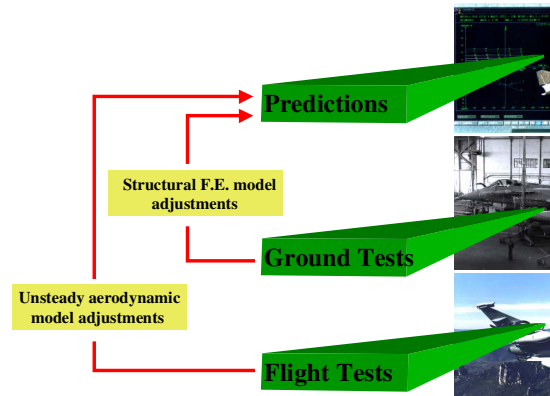 Predictions
Structural F.E. model
adjustments
Ground Tests
Unsteady aerodynamic
model adjustments
Flight Tests